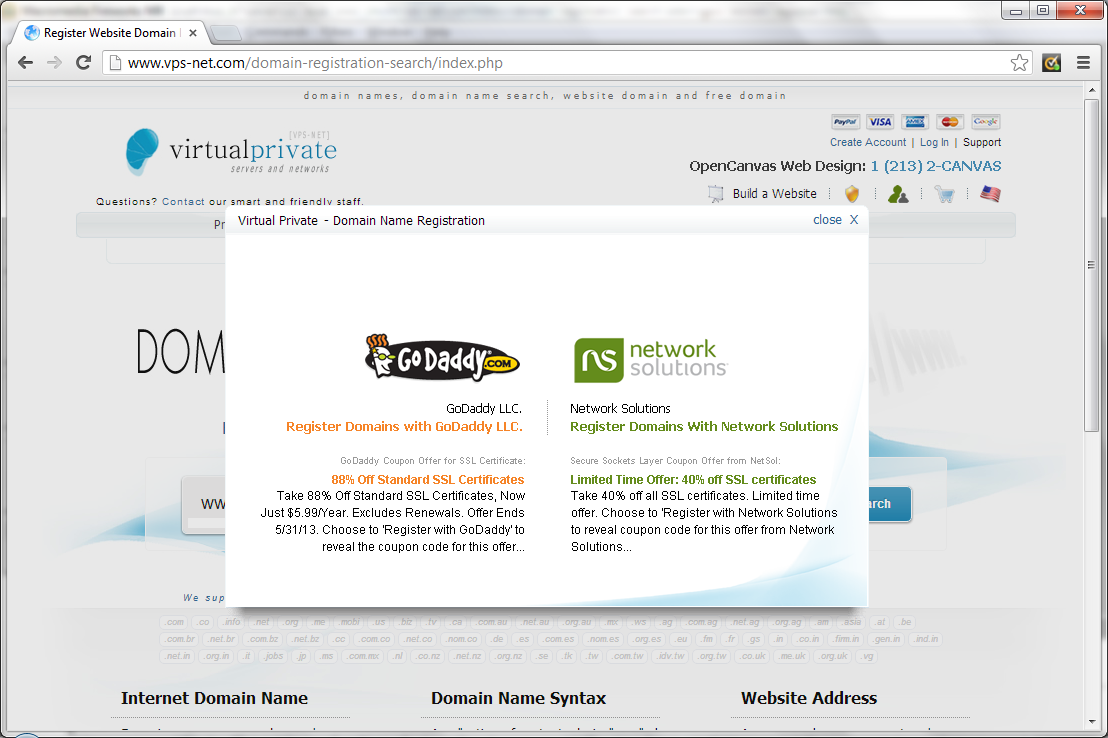 Register Website Domain
www.vps-net.com/domain-registration-search/index.php
domain names, domain name search, website domain and free domain
PayPal VISA AMEX MasterCard Google
Create Account | Log In | Support
[VPS-NET]
virtualprivate
servers and networks
OpenCanvas Web Design: 1 (213) 2-CANVAS
Build a Website
Questions? Contact our smart and friendly staff.
Pr
Virtual Private - Domain Name Registration
close X
DOM
GoDaddy.COM
ns network solutions
GoDaddy LLC.
Register Domains with GoDaddy LLC.
Network Solutions
Register Domains With Network Solutions
GoDaddy Coupon Offer for SSL Certificate:
88% Off Standard SSL Certificates
Take 88% Off Standard SSL Certificates, Now
Just $5.99/Year. Excludes Renewals. Offer Ends
5/31/13. Choose to 'Register with GoDaddy' to
reveal the coupon code for this offer...
Secure Sockets Layer Coupon Offer from NetSol:
Limited Time Offer: 40% off SSL certificates
Take 40% off all SSL certificates. Limited time
offer. Choose to 'Register with Network Solutions
to reveal coupon code for this offer from Network
Solutions...
WW
arch
We sup
.com .co .info .net .org .me .mobi .us .biz .tv .ca .com.au .net.au .org.au .mx .ws .ag .com.ag .net.ag .org.ag .am .asia .at .be
.com.br .net.br .com.bz .net.bz .cc .com.co .net.co .nom.co .de .es .com.es .nom.es .org.es .eu .fm .fr .gs .in .co.in .firm.in .gen.in .ind.in
.net.in .org.in .it .jobs .jp .ms .com.mx .nl .co.nz .net.nz .org.nz .se .tk .tw .com.tw .idv.tw .org.tw .co.uk .me.uk .org.uk .vg
Internet Domain Name
Domain Name Syntax
Website Address